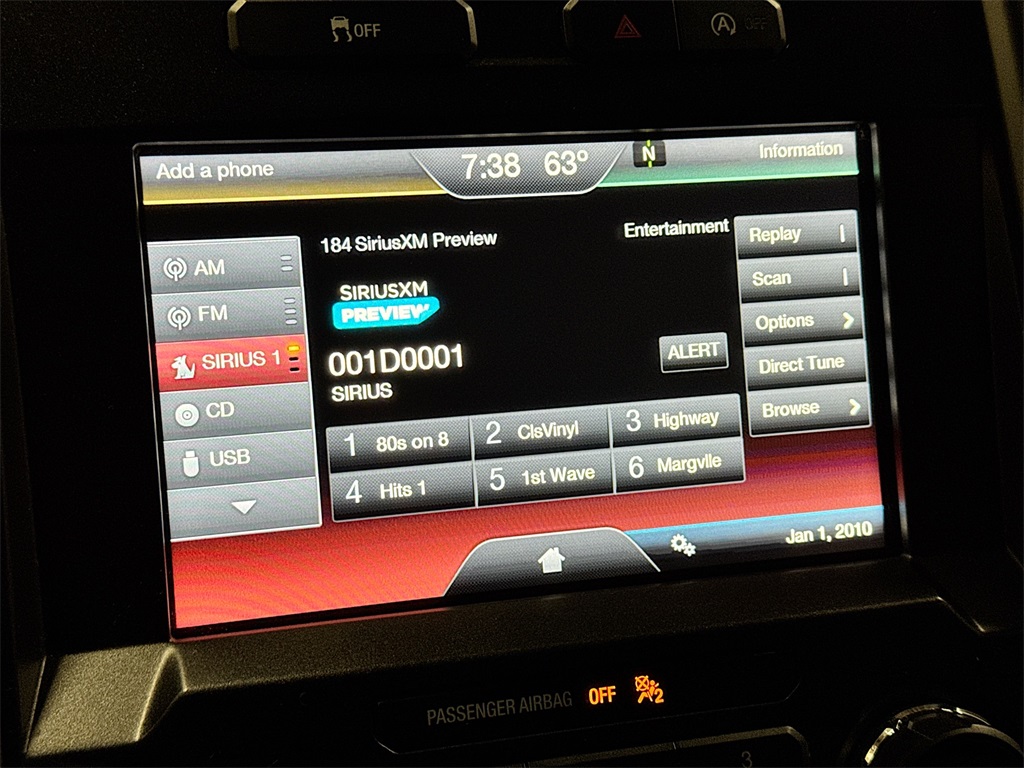 OFF
OFF
Add a phone
7:38 63°
N
Information
AM
FM
SIRIUS 1
CD
USB
184 SiriusXM Preview
Entertainment
SIRIUSXM
PREVIEW
001D0001
SIRIUS
ALERT
Replay
Scan
Options
Direct Tune
Browse
1 80s on 8
2 ClsVinyl
3 Highway
4 Hits 1
5 1st Wave
6 Margvlle
Jan 1, 2010
PASSENGER AIRBAG OFF 2
3